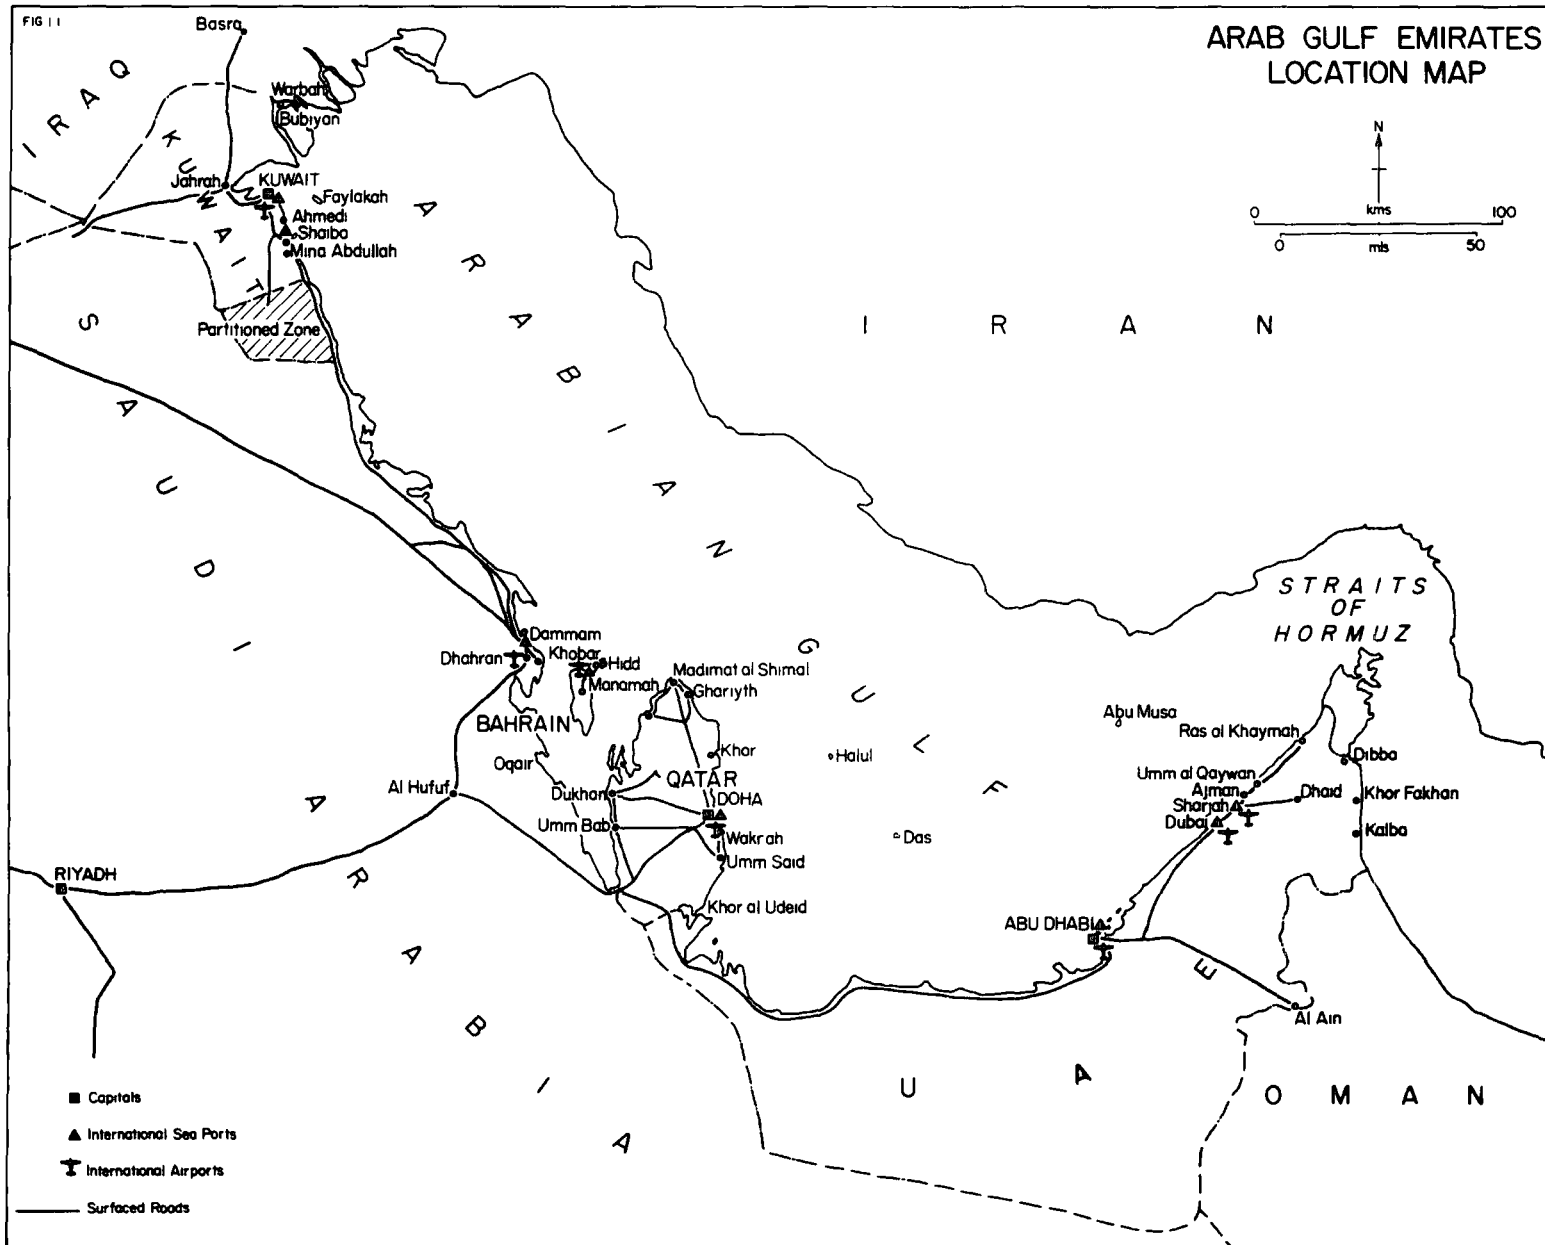 FIG 1 1
ARAB GULF EMIRATES
LOCATION MAP
N
0 kms 100
0 mls 50
Basra
IRAQ
Warbah
Bubiyan
KUWAIT
Jahrah
KUWAIT
Faylakah
Ahmedi
Shaiba
Mina Abdullah
Partitioned Zone
IRAN
ARABIAN GULF
SAUDI ARABIA
STRAITS
OF
HORMUZ
Dammam
Dhahran
Khobar
Hidd
Manamah
Madimat al Shimal
Ghariyth
BAHRAIN
Abu Musa
Ras al Khaymah
Oqair
Khor
Halul
Dibba
QATAR
Umm al Qaywan
Al Hufuf
Dukhan
DOHA
Ajman
Dhaid
Khor Fakhan
Sharjah
Umm Bab
Dubai
Wakrah
Das
Kalba
Umm Said
RIYADH
Khor al Udeid
ABU DHABI
Al Ain
UAE
OMAN
Capitals
International Sea Ports
International Airports
Surfaced Roads